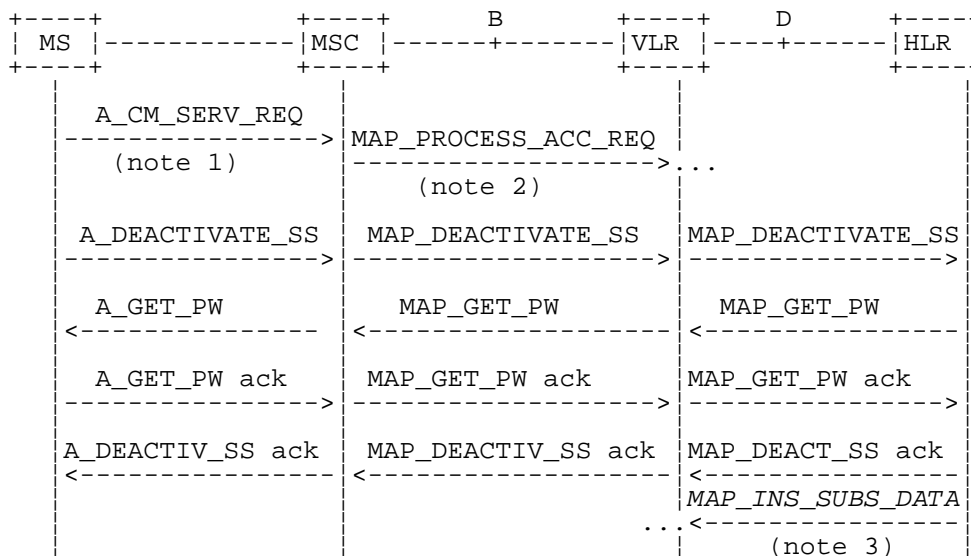 B D
MS MSC VLR HLR
A_CM_SERV_REQ
MAP_PROCESS_ACC_REQ
(note 1) ...
(note 2)
A_DEACTIVATE_SS MAP_DEACTIVATE_SS MAP_DEACTIVATE_SS
A_GET_PW MAP_GET_PW MAP_GET_PW
A_GET_PW ack MAP_GET_PW ack MAP_GET_PW ack
A_DEACTIV_SS ack MAP_DEACTIV_SS ack MAP_DEACT_SS ack
MAP_INS_SUBS_DATA
...
(note 3)